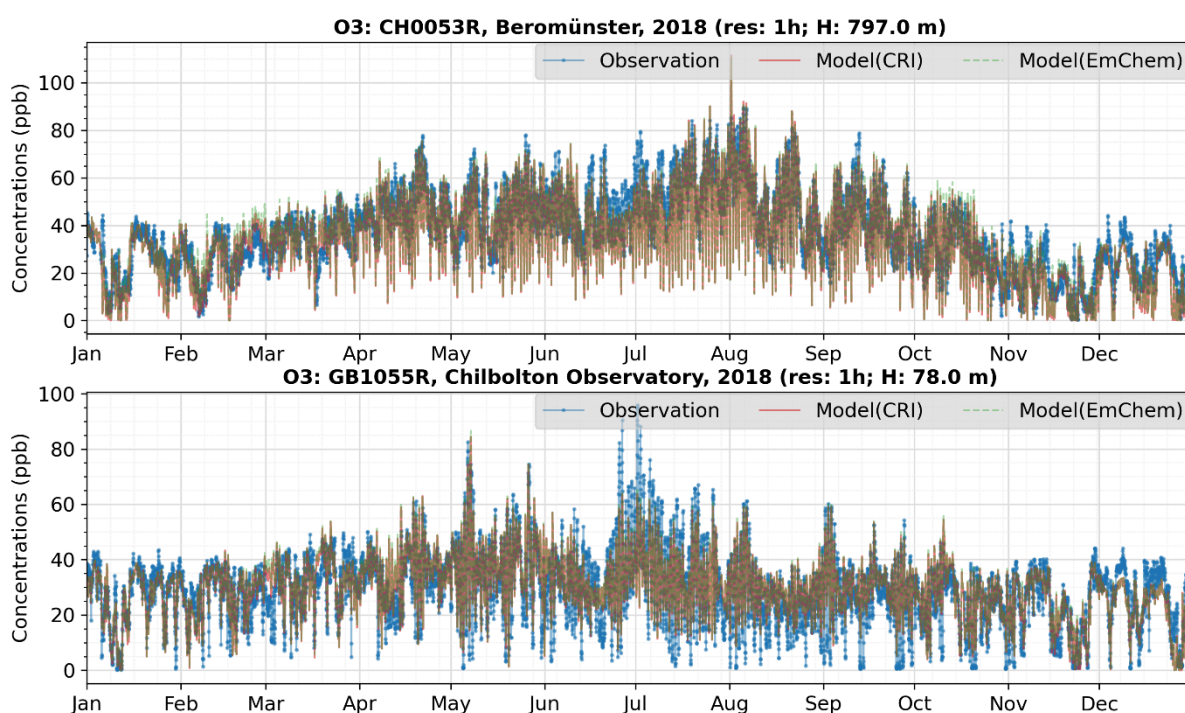 O3: CH0053R, Beromünster, 2018 (res: 1h; H: 797.0 m)
Observation Model(CRI) Model(EmChem)
Concentrations (ppb)
100
80
60
40
20
0
Jan Feb Mar Apr May Jun Jul Aug Sep Oct Nov Dec
O3: GB1055R, Chilbolton Observatory, 2018 (res: 1h; H: 78.0 m)
Observation Model(CRI) Model(EmChem)
Concentrations (ppb)
100
80
60
40
20
0
Jan Feb Mar Apr May Jun Jul Aug Sep Oct Nov Dec